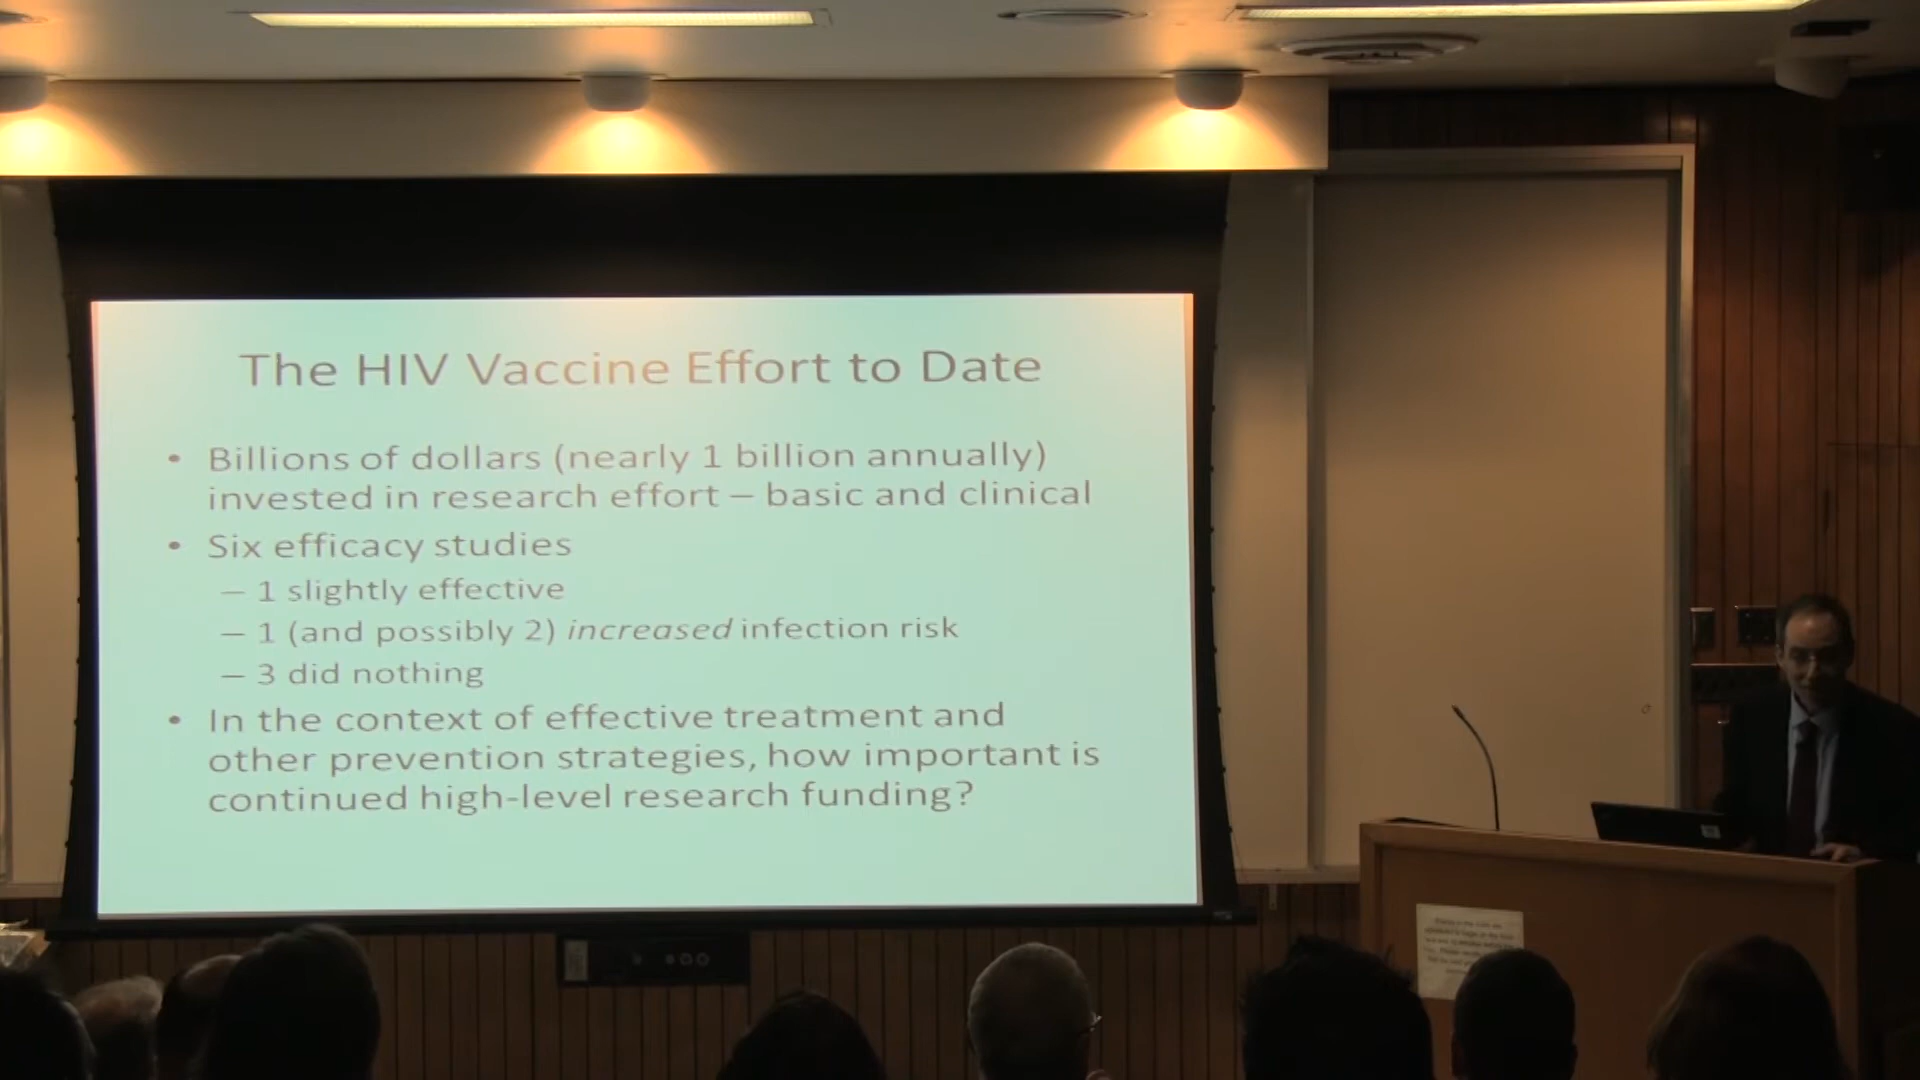 The HIV Vaccine Effort to Date
• Billions of dollars (nearly 1 billion annually)
invested in research effort – basic and clinical
• Six efficacy studies
– 1 slightly effective
– 1 (and possibly 2) increased infection risk
– 3 did nothing
• In the context of effective treatment and
other prevention strategies, how important is
continued high-level research funding?